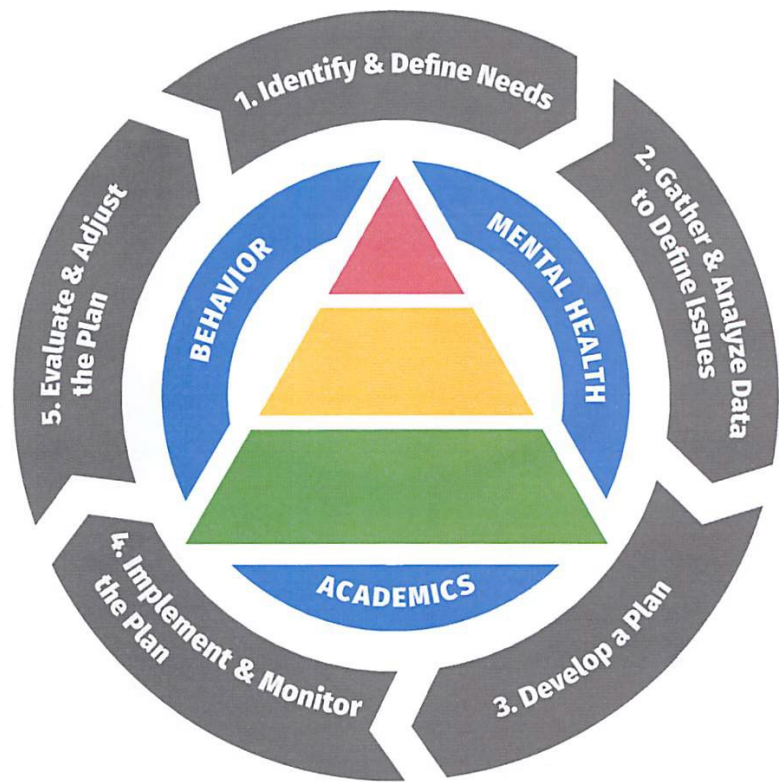 1. Identify & Define Needs
2. Gather & Analyze Data
to Define Issues
3. Develop a Plan
4. Implement & Monitor
the Plan
5. Evaluate & Adjust
the Plan
BEHAVIOR
MENTAL HEALTH
ACADEMICS